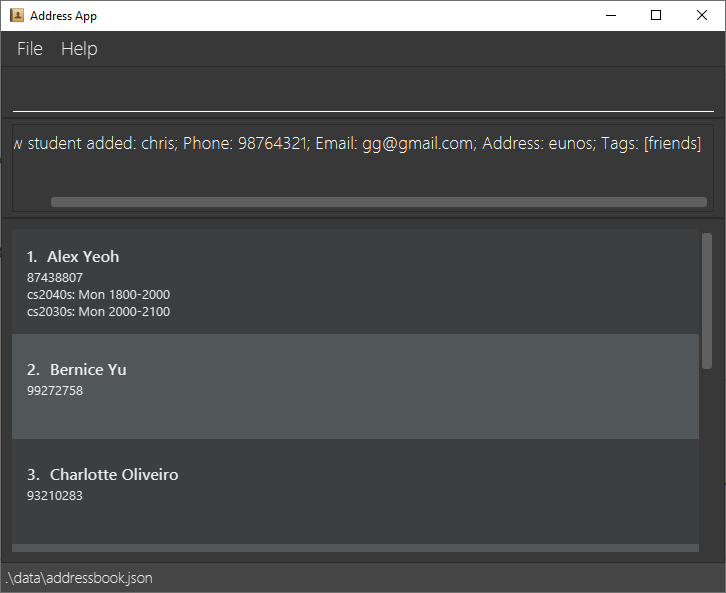 Address App
File Help
w student added: chris; Phone: 98764321; Email: gg@gmail.com; Address: eunos; Tags: [friends]
1. Alex Yeoh
87438807
cs2040s: Mon 1800-2000
cs2030s: Mon 2000-2100
2. Bernice Yu
99272758
3. Charlotte Oliveiro
93210283
.\data\addressbook.json